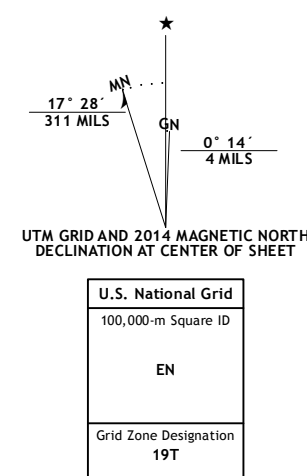 MN
17° 28´
311 MILS
GN
0° 14´
4 MILS
UTM GRID AND 2014 MAGNETIC NORTH
DECLINATION AT CENTER OF SHEET
U.S. National Grid
100,000-m Square ID
EN
Grid Zone Designation
19T